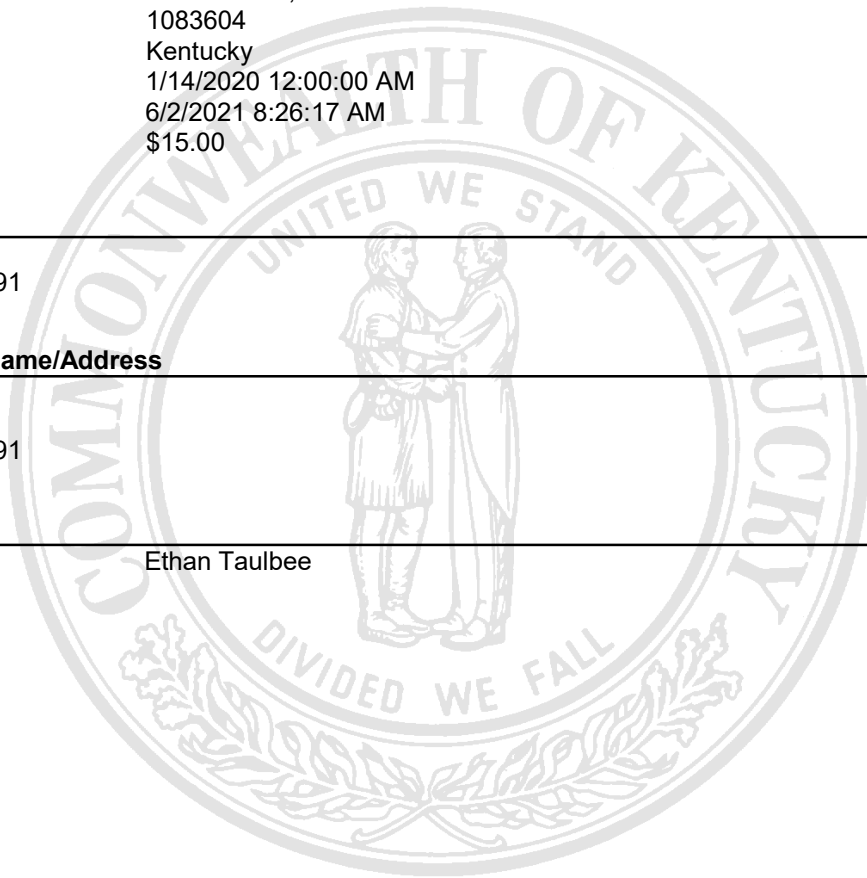 1083604
Kentucky
1/14/2020 12:00:00 AM
6/2/2021 8:26:17 AM
$15.00
COMMONWEALTH OF KENTUCKY
UNITED WE STAND
91
ame/Address
91
Ethan Taulbee
DIVIDED WE FALL